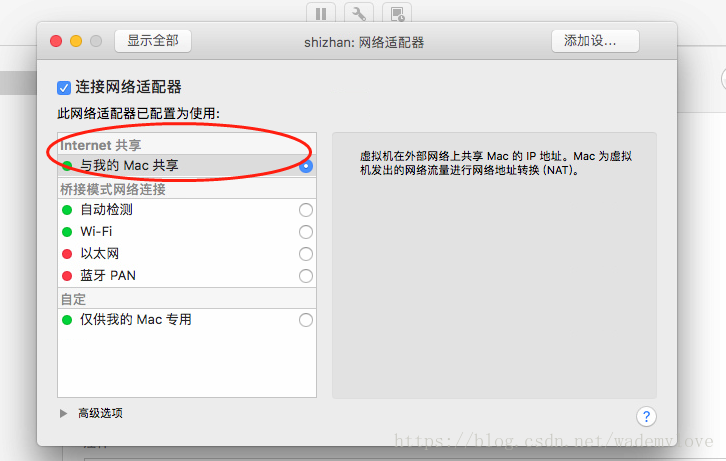 显示全部
shizhan: 网络适配器
添加设...
连接网络适配器
此网络适配器已配置为使用:
Internet 共享
与我的 Mac 共享
桥接模式网络连接
自动检测
Wi-Fi
以太网
蓝牙 PAN
自定
仅供我的 Mac 专用
虚拟机在外部网络上共享 Mac 的 IP 地址。Mac 为虚拟
机发出的网络流量进行网络地址转换 (NAT)。
高级选项
?
https://blog.csdn.net/wademylove